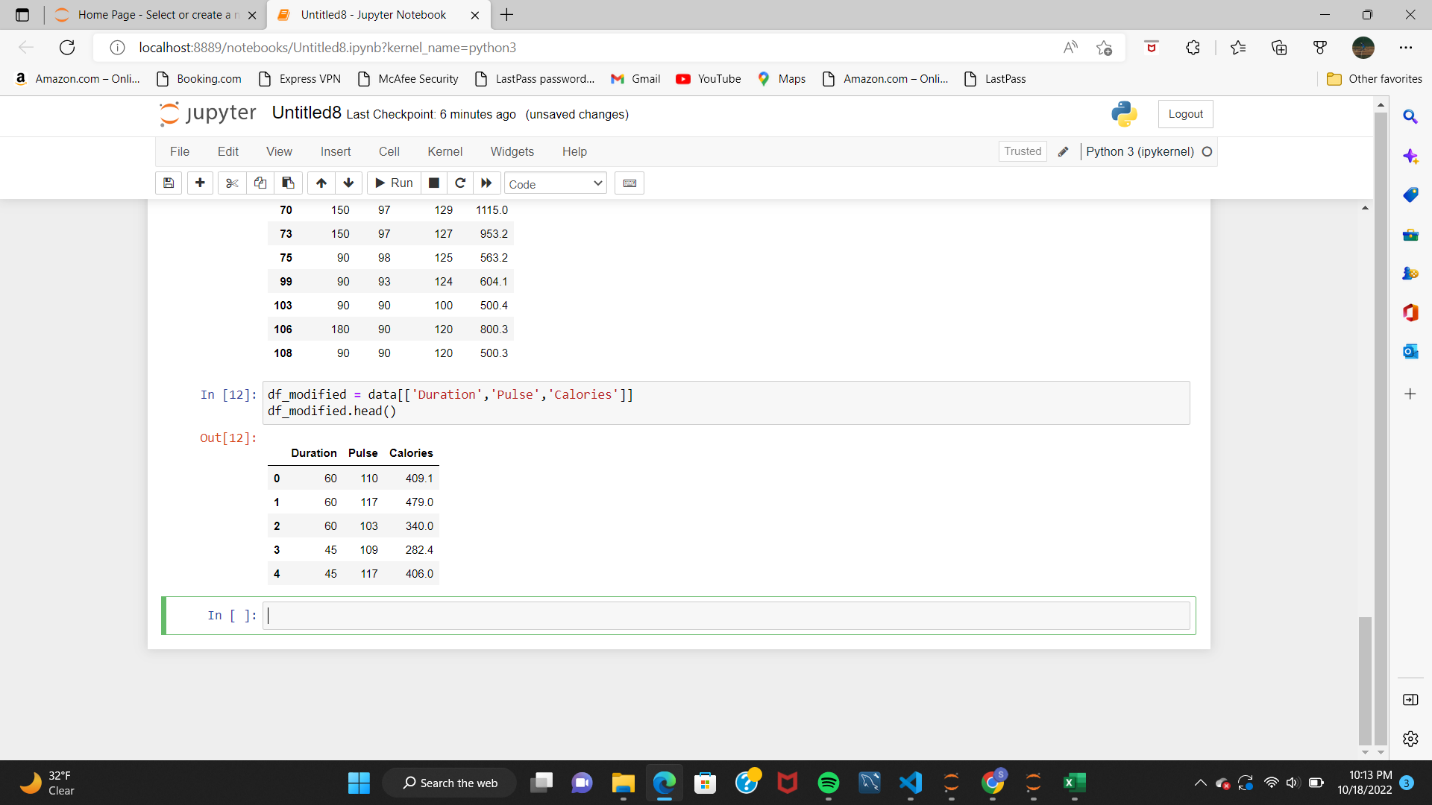 Home Page - Select or create a n
Untitled8 - Jupyter Notebook
localhost:8889/notebooks/Untitled8.ipynb?kernel_name=python3
Amazon.com – Onli...
Booking.com
Express VPN
McAfee Security
LastPass password...
Gmail
YouTube
Maps
Amazon.com – Onli...
LastPass
Other favorites
jupyter Untitled8 Last Checkpoint: 6 minutes ago (unsaved changes)
Logout
File Edit View Insert Cell Kernel Widgets Help
Trusted
Python 3 (ipykernel)
Run
Code
70 150 97 129 1115.0
73 150 97 127 953.2
75 90 98 125 563.2
99 90 93 124 604.1
103 90 90 100 500.4
106 180 90 120 800.3
108 90 90 120 500.3
In [12]: df_modified = data[['Duration','Pulse','Calories']]
df_modified.head()
Out[12]:
Duration Pulse Calories
0 60 110 409.1
1 60 117 479.0
2 60 103 340.0
3 45 109 282.4
4 45 117 406.0
In [ ]:
32°F
Clear
Search the web
10:13 PM
10/18/2022
3